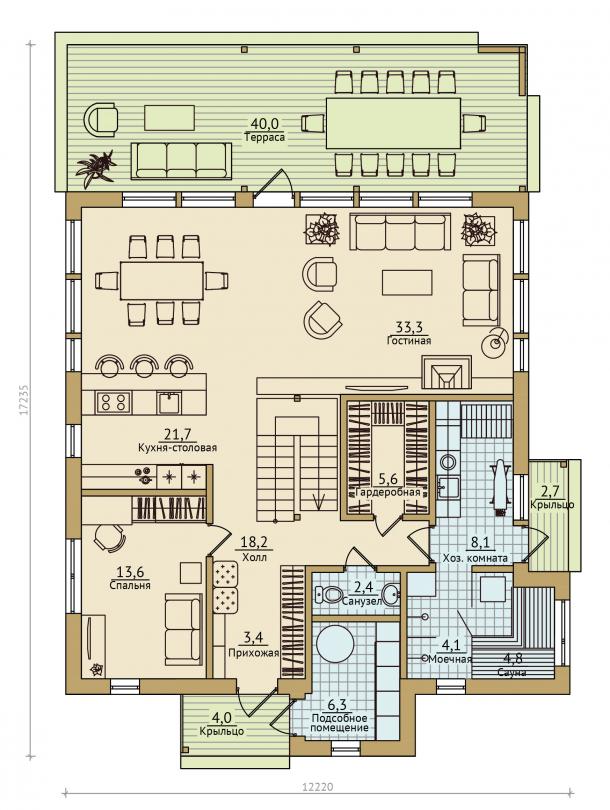 40,0
Терраса
33,3
Гостиная
17235
21,7
Кухня-столовая
5,6
Гардеробная
2,7
Крыльцо
18,2
Холл
8,1
Хоз. комната
13,6
Спальня
2,4
Санузел
3,4
Прихожая
4,1
Моечная
4,8
Сауна
6,3
Подсобное
помещение
4,0
Крыльцо
12220